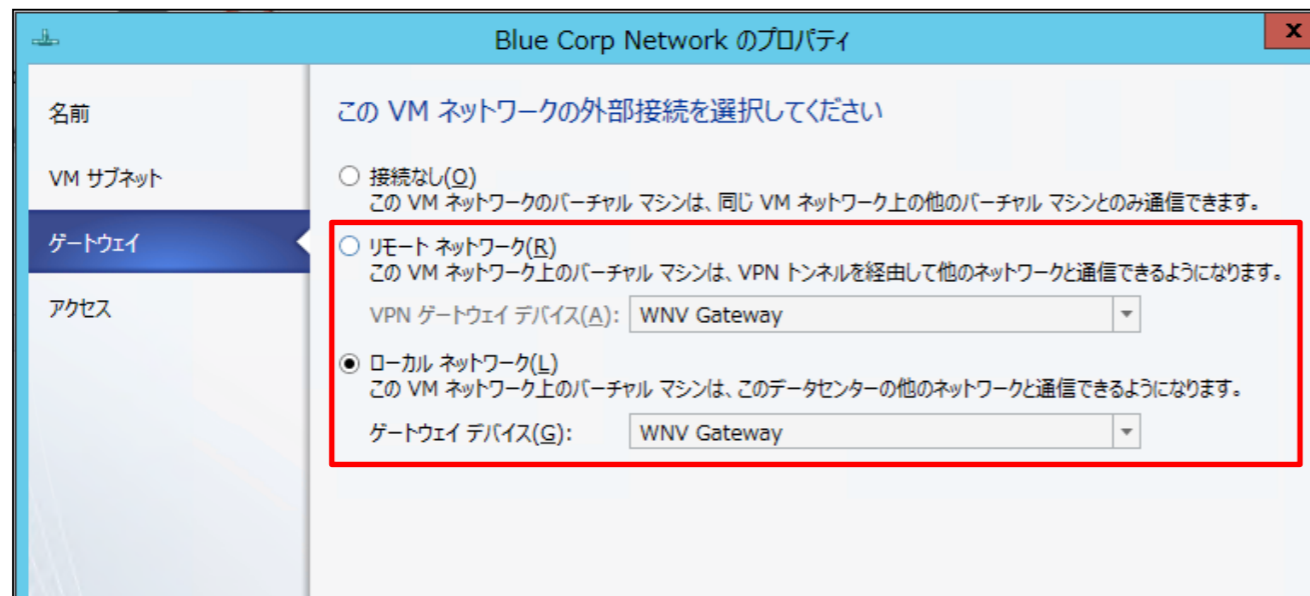 Blue Corp Network のプロパティ
x
名前
VM サブネット
ゲートウェイ
アクセス
この VM ネットワークの外部接続を選択してください
接続なし(O)
この VM ネットワークのバーチャル マシンは、同じ VM ネットワーク上の他のバーチャル マシンとのみ通信できます。
リモート ネットワーク(R)
この VM ネットワーク上のバーチャル マシンは、VPN トンネルを経由して他のネットワークと通信できるようになります。
VPN ゲートウェイ デバイス(A): WNV Gateway
ローカル ネットワーク(L)
この VM ネットワーク上のバーチャル マシンは、このデータセンターの他のネットワークと通信できるようになります。
ゲートウェイ デバイス(G): WNV Gateway